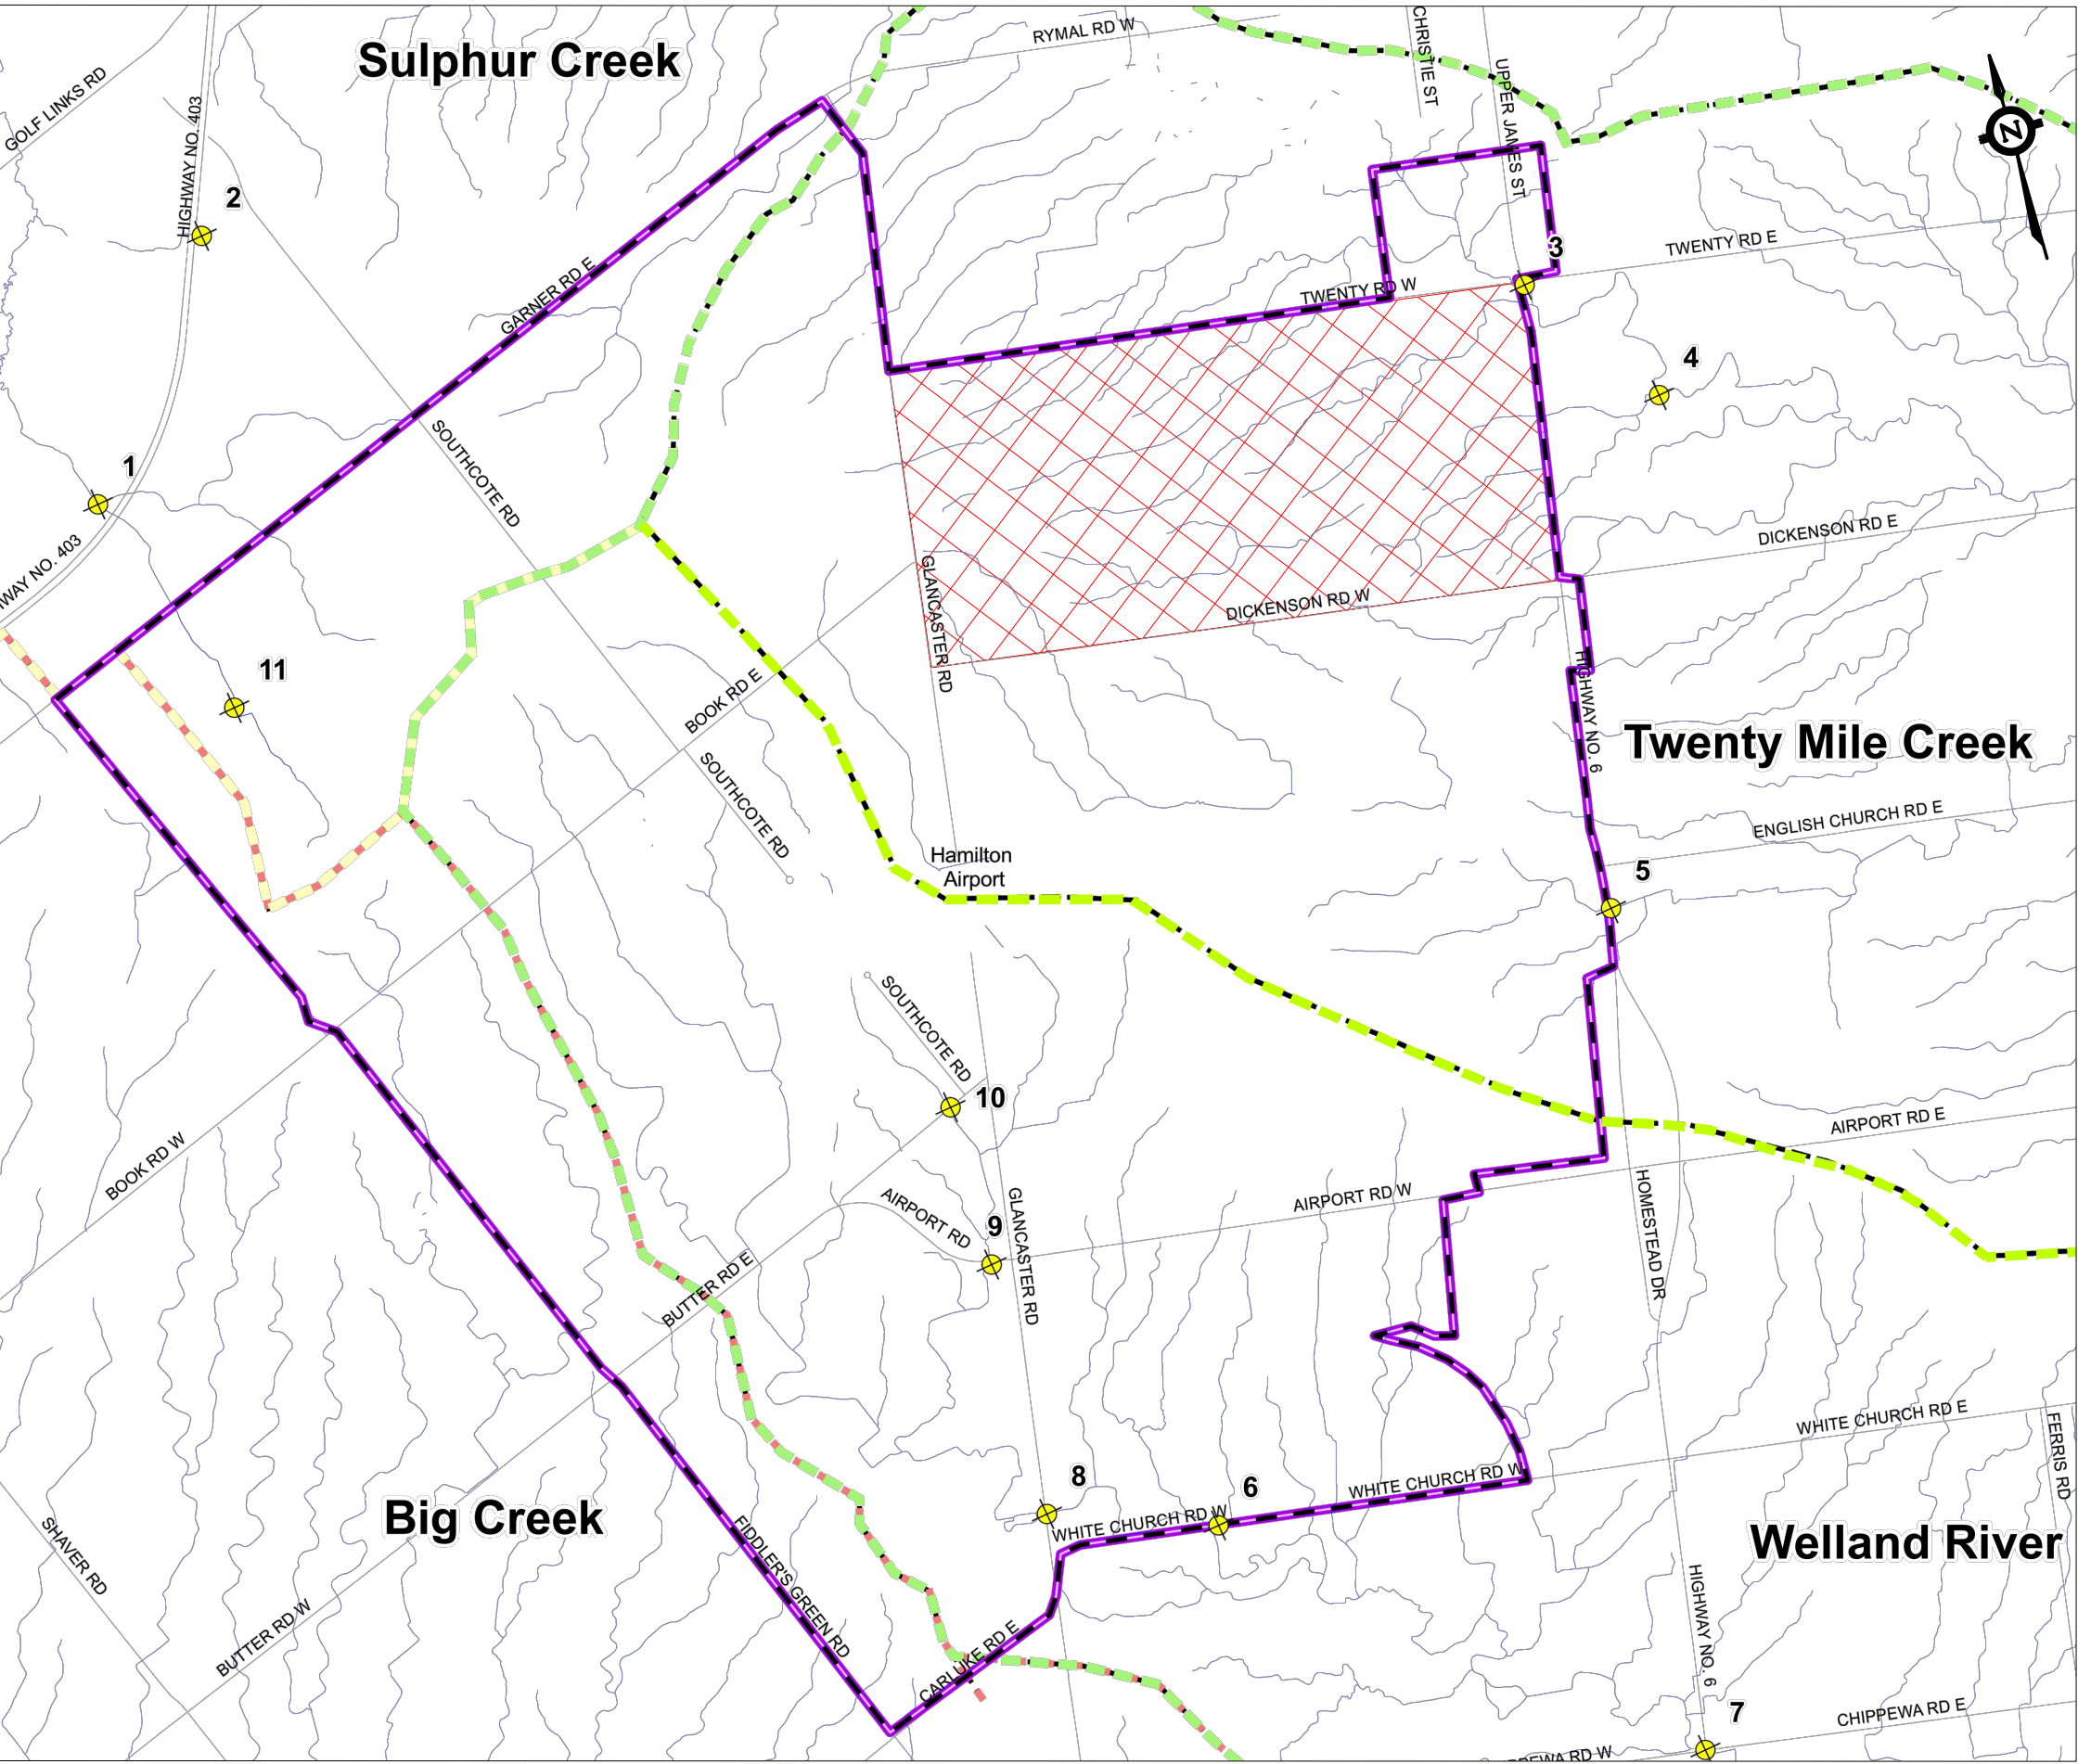 Sulphur Creek
RYMAL RD W
CHRISTIE ST
UPPER JAMES ST
GOLF LINKS RD
HIGHWAY NO. 403
2
N
3
TWENTY RD E
GARNER RD E
TWENTY RD W
4
SOUTHCOTE RD
1
DICKENSON RD E
WAY NO. 403
GLANCASTER RD
DICKENSON RD W
11
BOOK RD E
HIGHWAY NO. 6
Twenty Mile Creek
SOUTHCOTE RD
ENGLISH CHURCH RD E
Hamilton
Airport
5
SOUTHCOTE RD
10
AIRPORT RD E
BOOK RD W
AIRPORT RD
9
GLANCASTER RD
AIRPORT RD W
HOMESTEAD DR
BUTTER RD E
WHITE CHURCH RD E
FERRIS RD
8
6
WHITE CHURCH RD W
WHITE CHURCH RD W
Big Creek
SHAVER RD
FIDDLER'S GREEN RD
Welland River
HIGHWAY NO. 6
BUTTER RD W
CARLUKE RD E
7
CHIPPEWA RD E
PEWA RD W